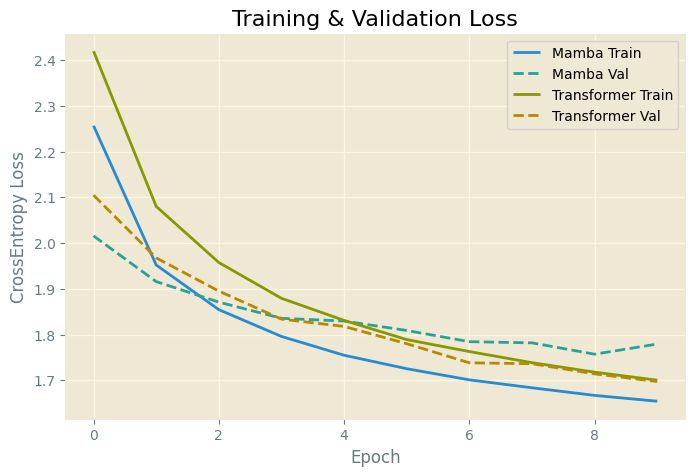 Training & Validation Loss
Mamba Train
Mamba Val
Transformer Train
Transformer Val
CrossEntropy Loss
2.4
2.3
2.2
2.1
2.0
1.9
1.8
1.7
0 2 4 6 8
Epoch